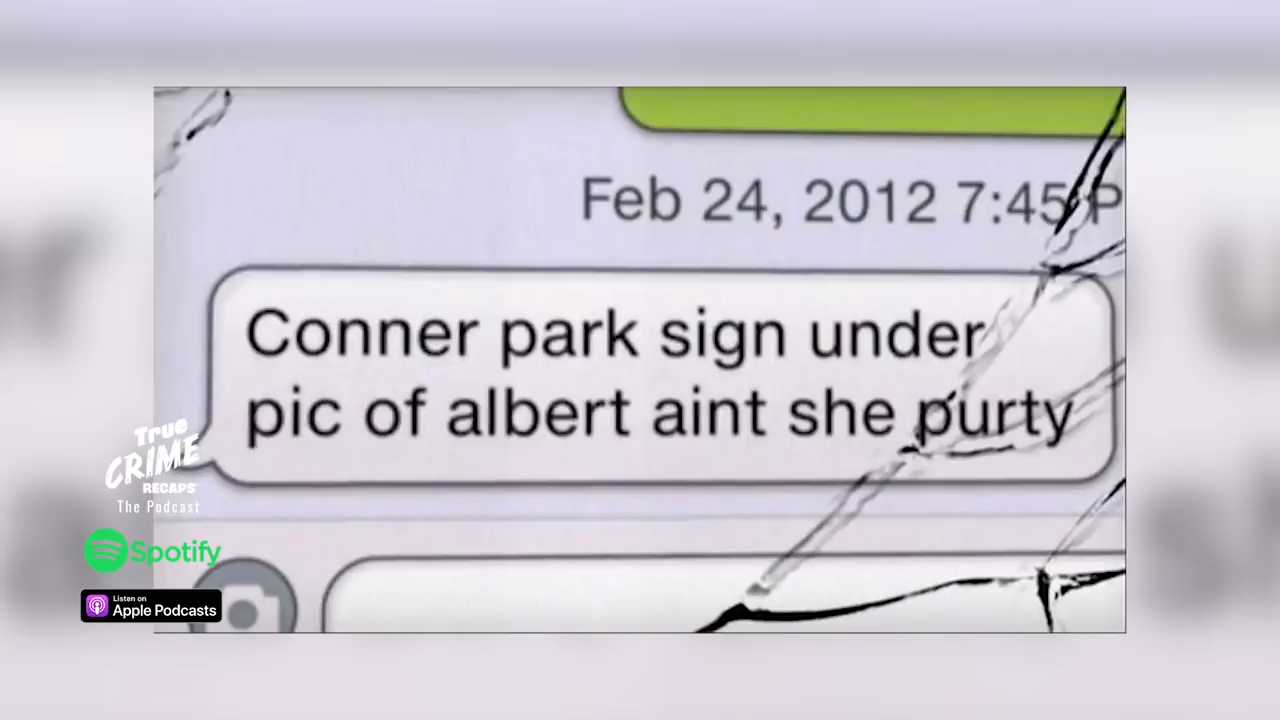 Feb 24, 2012 7:45 P
Conner park sign under
pic of albert aint she purty
True
CRIME
RECAPS
The Podcast
Spotify
Listen on
Apple Podcasts